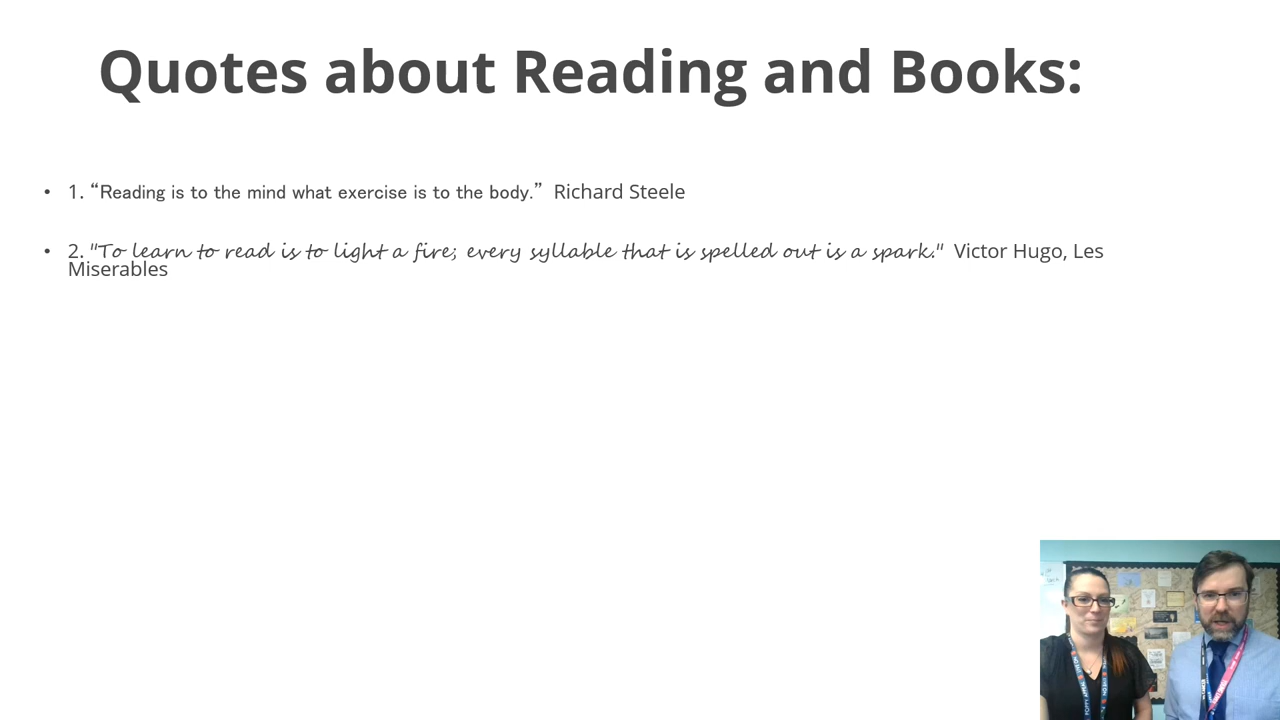 Quotes about Reading and Books:
• 1. “Reading is to the mind what exercise is to the body.” Richard Steele
• 2. "To learn to read is to light a fire; every syllable that is spelled out is a spark." Victor Hugo, Les
Miserables